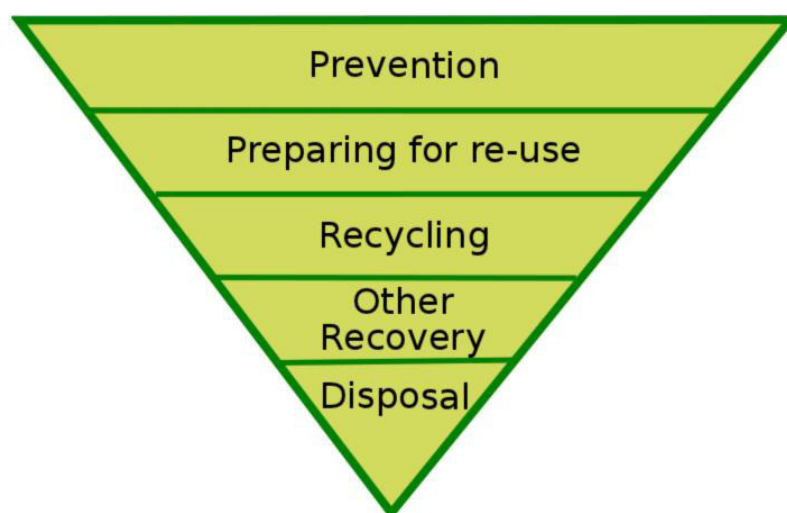 Prevention
Preparing for re-use
Recycling
Other
Recovery
Disposal